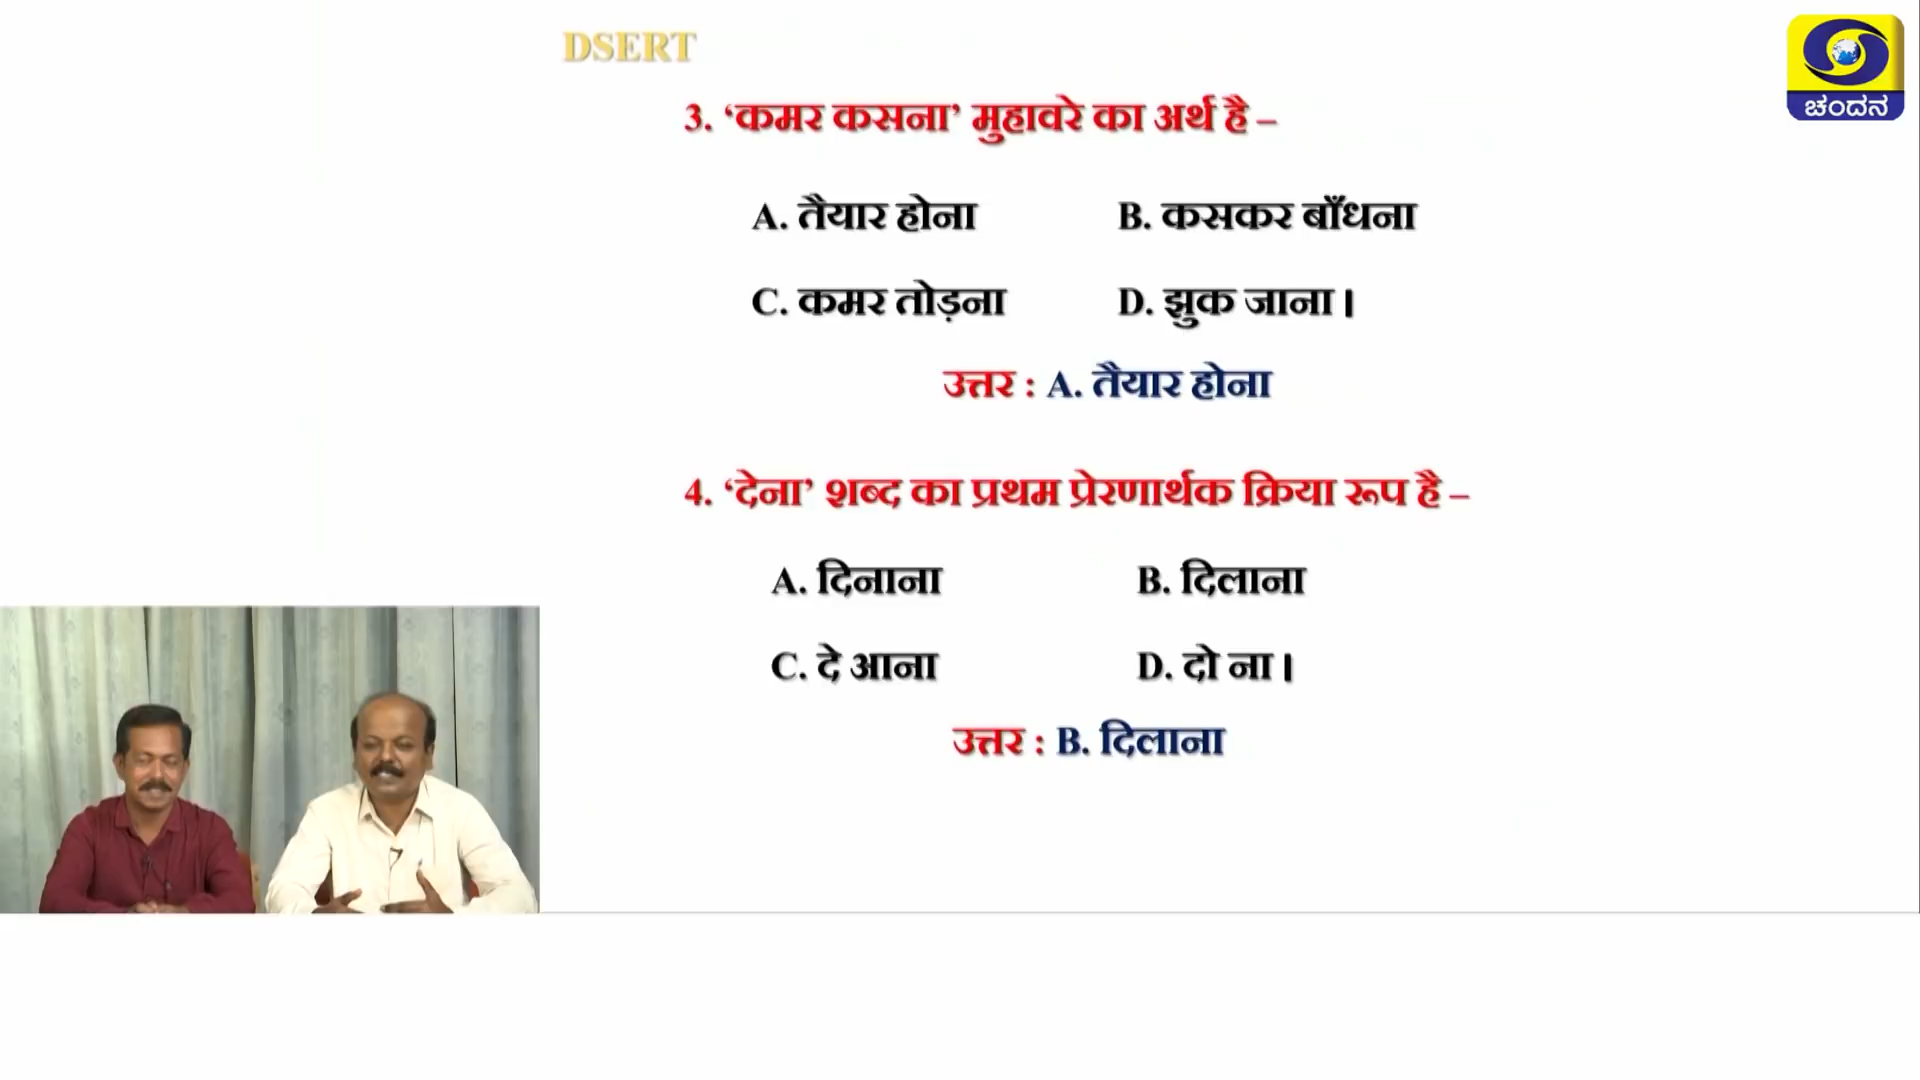 DSERT
ಚಂದನ
3. ‘कमर कसना’ मुहावरे का अर्थ है –
A. तैयार होना B. कसकर बाँधना
C. कमर तोड़ना D. झुक जाना।
उत्तर : A. तैयार होना
4. ‘देना’ शब्द का प्रथम प्रेरणार्थक क्रिया रूप है –
A. दिनाना B. दिलाना
C. दे आना D. दो ना।
उत्तर : B. दिलाना